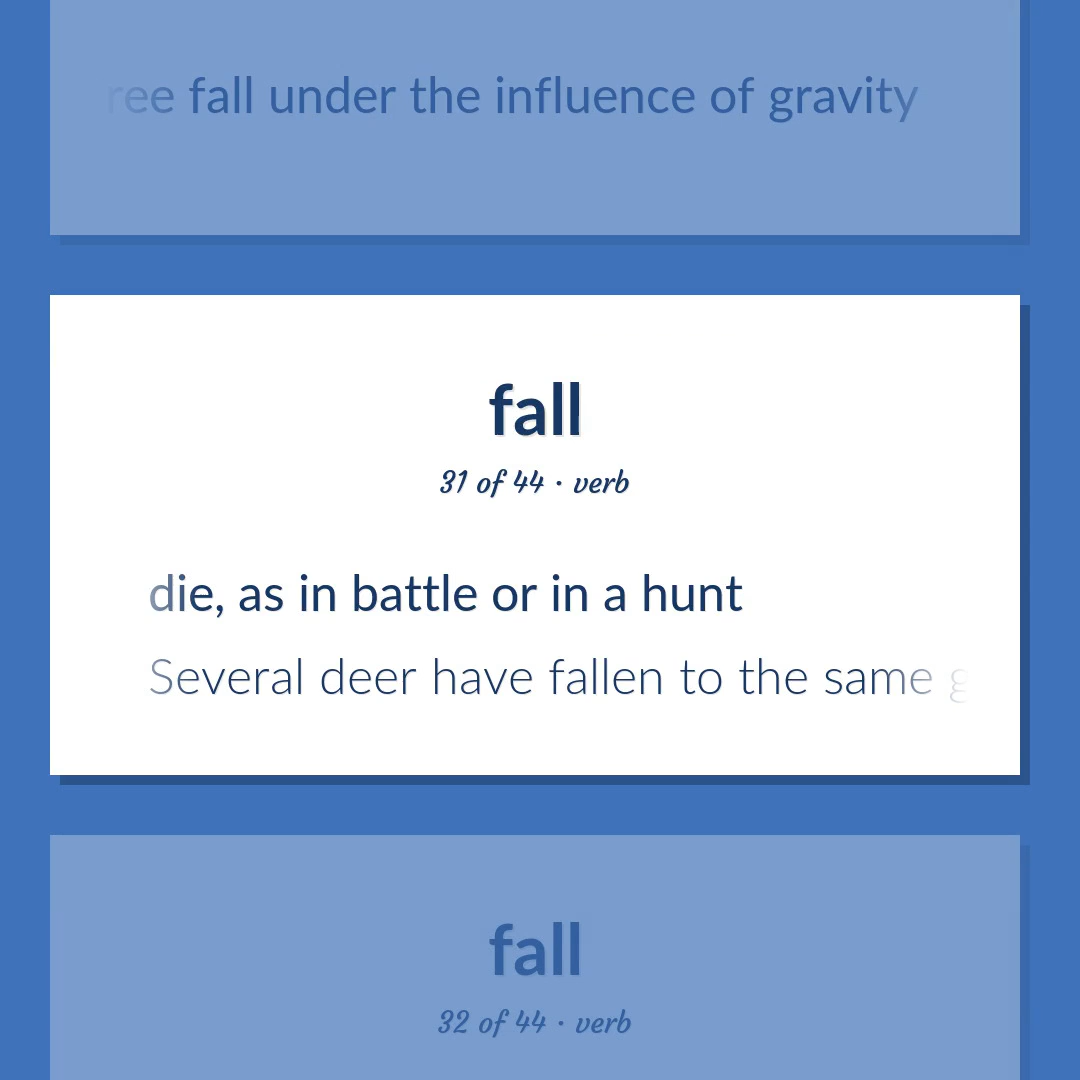 ree fall under the influence of gravity
fall
31 of 44 · verb
die, as in battle or in a hunt
Several deer have fallen to the same g
fall
32 of 44 · verb